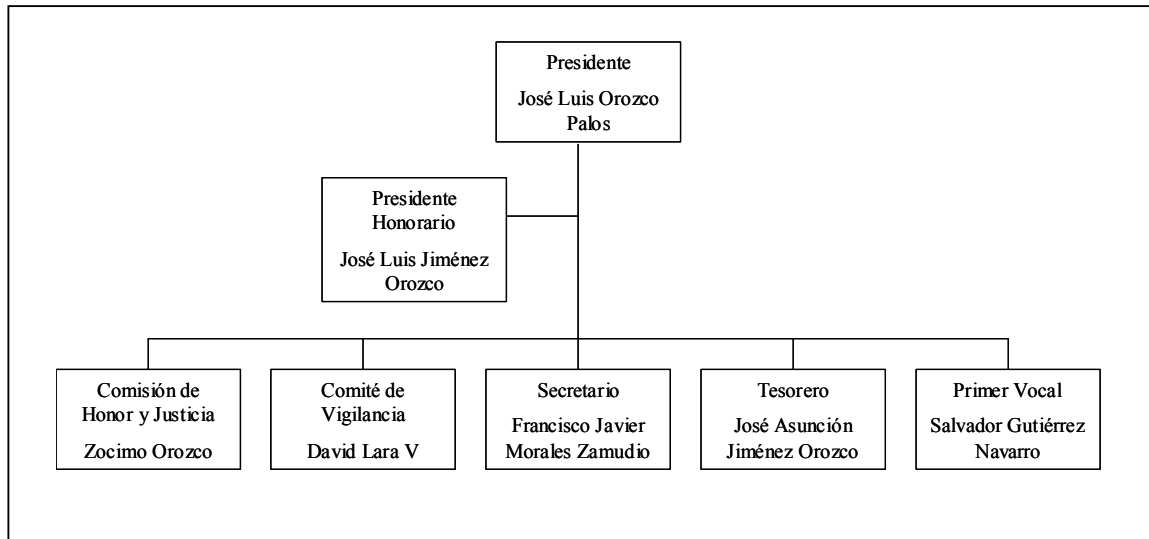 Presidente
José Luis Orozco
Palos
Presidente
Honorario
José Luis Jiménez
Orozco
Comisión de
Honor y Justicia
Zocimo Orozco
Comité de
Vigilancia
David Lara V
Secretario
Francisco Javier
Morales Zamudio
Tesorero
José Asunción
Jiménez Orozco
Primer Vocal
Salvador Gutiérrez
Navarro